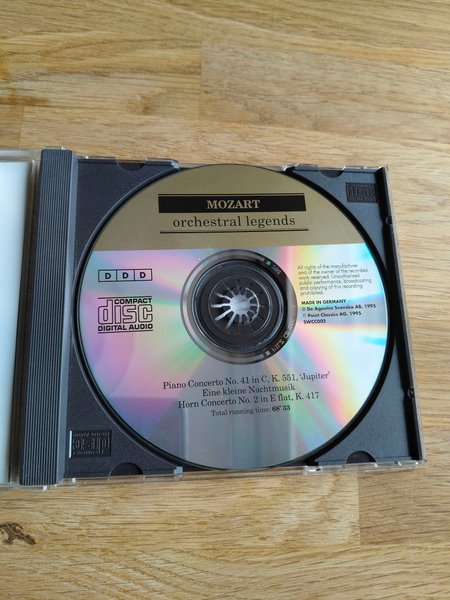 MOZART
orchestral legends
D D D
COMPACT
disc
DIGITAL AUDIO
All rights of the manufacturer
and of the owner of the recorded
work reserved. Unauthorised
public performance, broadcasting
and copying of this recording
prohibited.
MADE IN GERMANY
© De Agostini Svenska AB, 1995
℗ Point Classics AG, 1995
SWCC002
Piano Concerto No. 41 in C, K. 551, 'Jupiter'
Eine kleine Nachtmusik
Horn Concerto No. 2 in E flat, K. 417
Total running time: 68' 33